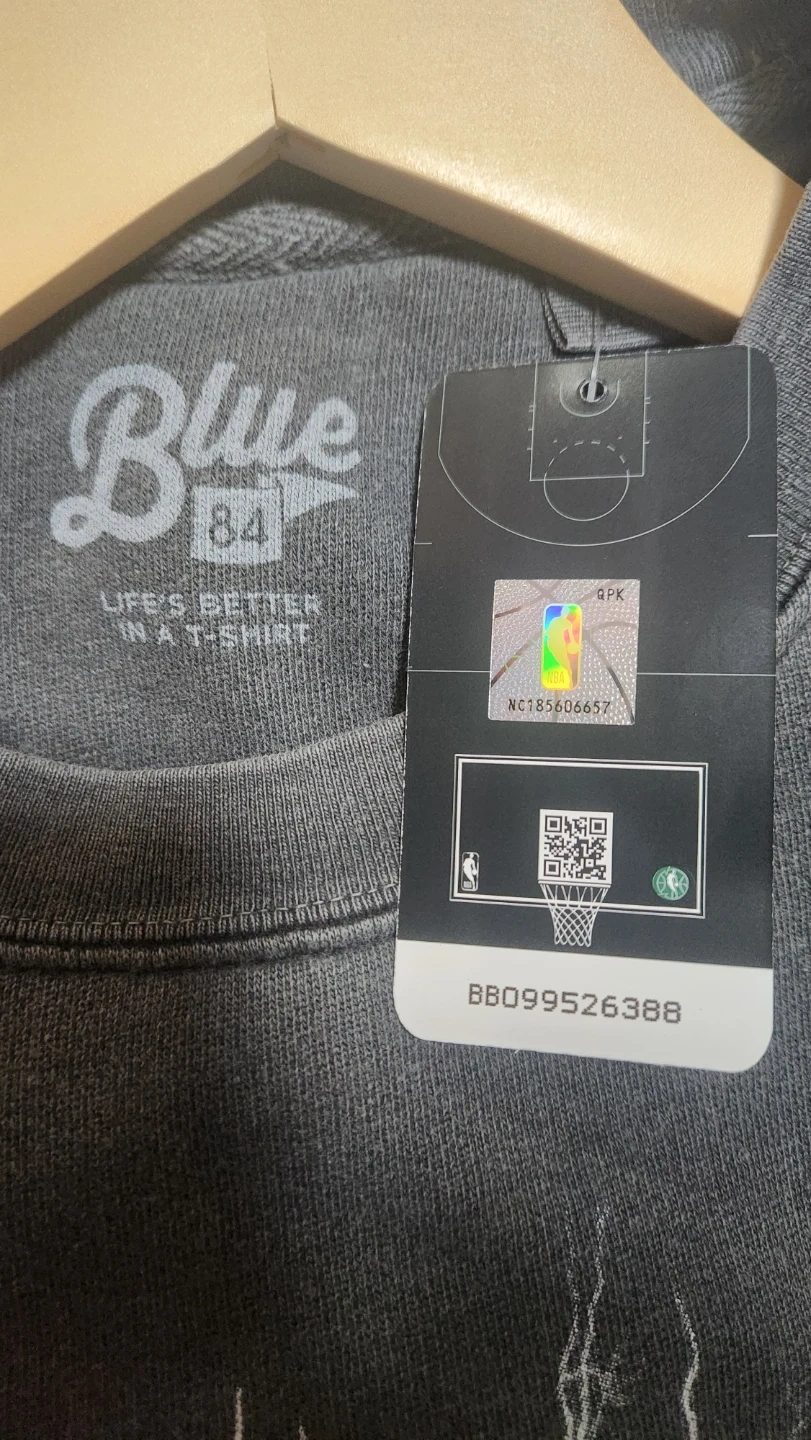 Blue
84
LIFE'S BETTER
IN A T-SHIRT
QPK
NBA
NC185606657
BB099526388